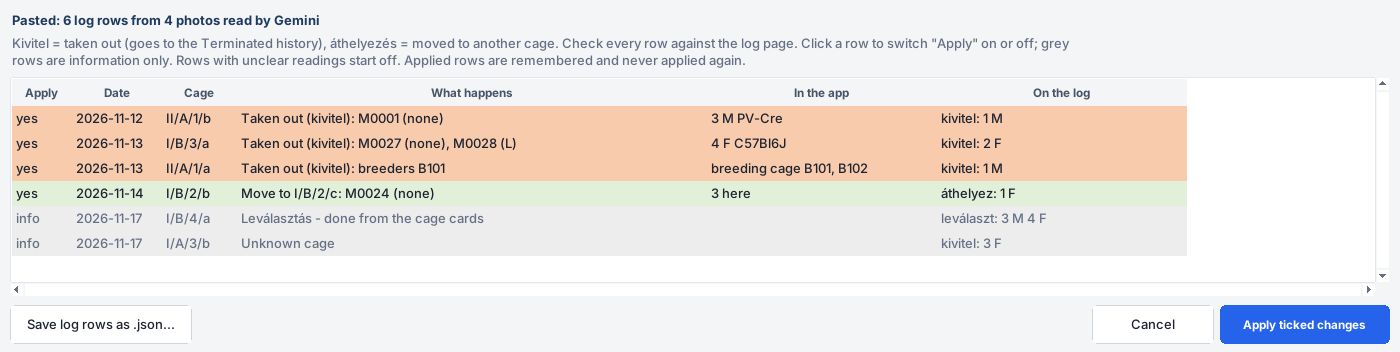 Pasted: 6 log rows from 4 photos read by Gemini
Kivitel = taken out (goes to the Terminated history), áthelyezés = moved to another cage. Check every row against the log page. Click a row to switch "Apply" on or off; grey
rows are information only. Rows with unclear readings start off. Applied rows are remembered and never applied again.
Apply Date Cage What happens In the app On the log
yes 2026-11-12 II/A/1/b Taken out (kivitel): M0001 (none) 3 M PV-Cre kivitel: 1 M
yes 2026-11-13 I/B/3/a Taken out (kivitel): M0027 (none), M0028 (L) 4 F C57Bl6J kivitel: 2 F
yes 2026-11-13 II/A/1/a Taken out (kivitel): breeders B101 breeding cage B101, B102 kivitel: 1 M
yes 2026-11-14 I/B/2/b Move to I/B/2/c: M0024 (none) 3 here áthelyez: 1 F
info 2026-11-17 I/B/4/a Leválasztás - done from the cage cards leválaszt: 3 M 4 F
info 2026-11-17 I/A/3/b Unknown cage kivitel: 3 F
Save log rows as .json... Cancel Apply ticked changes